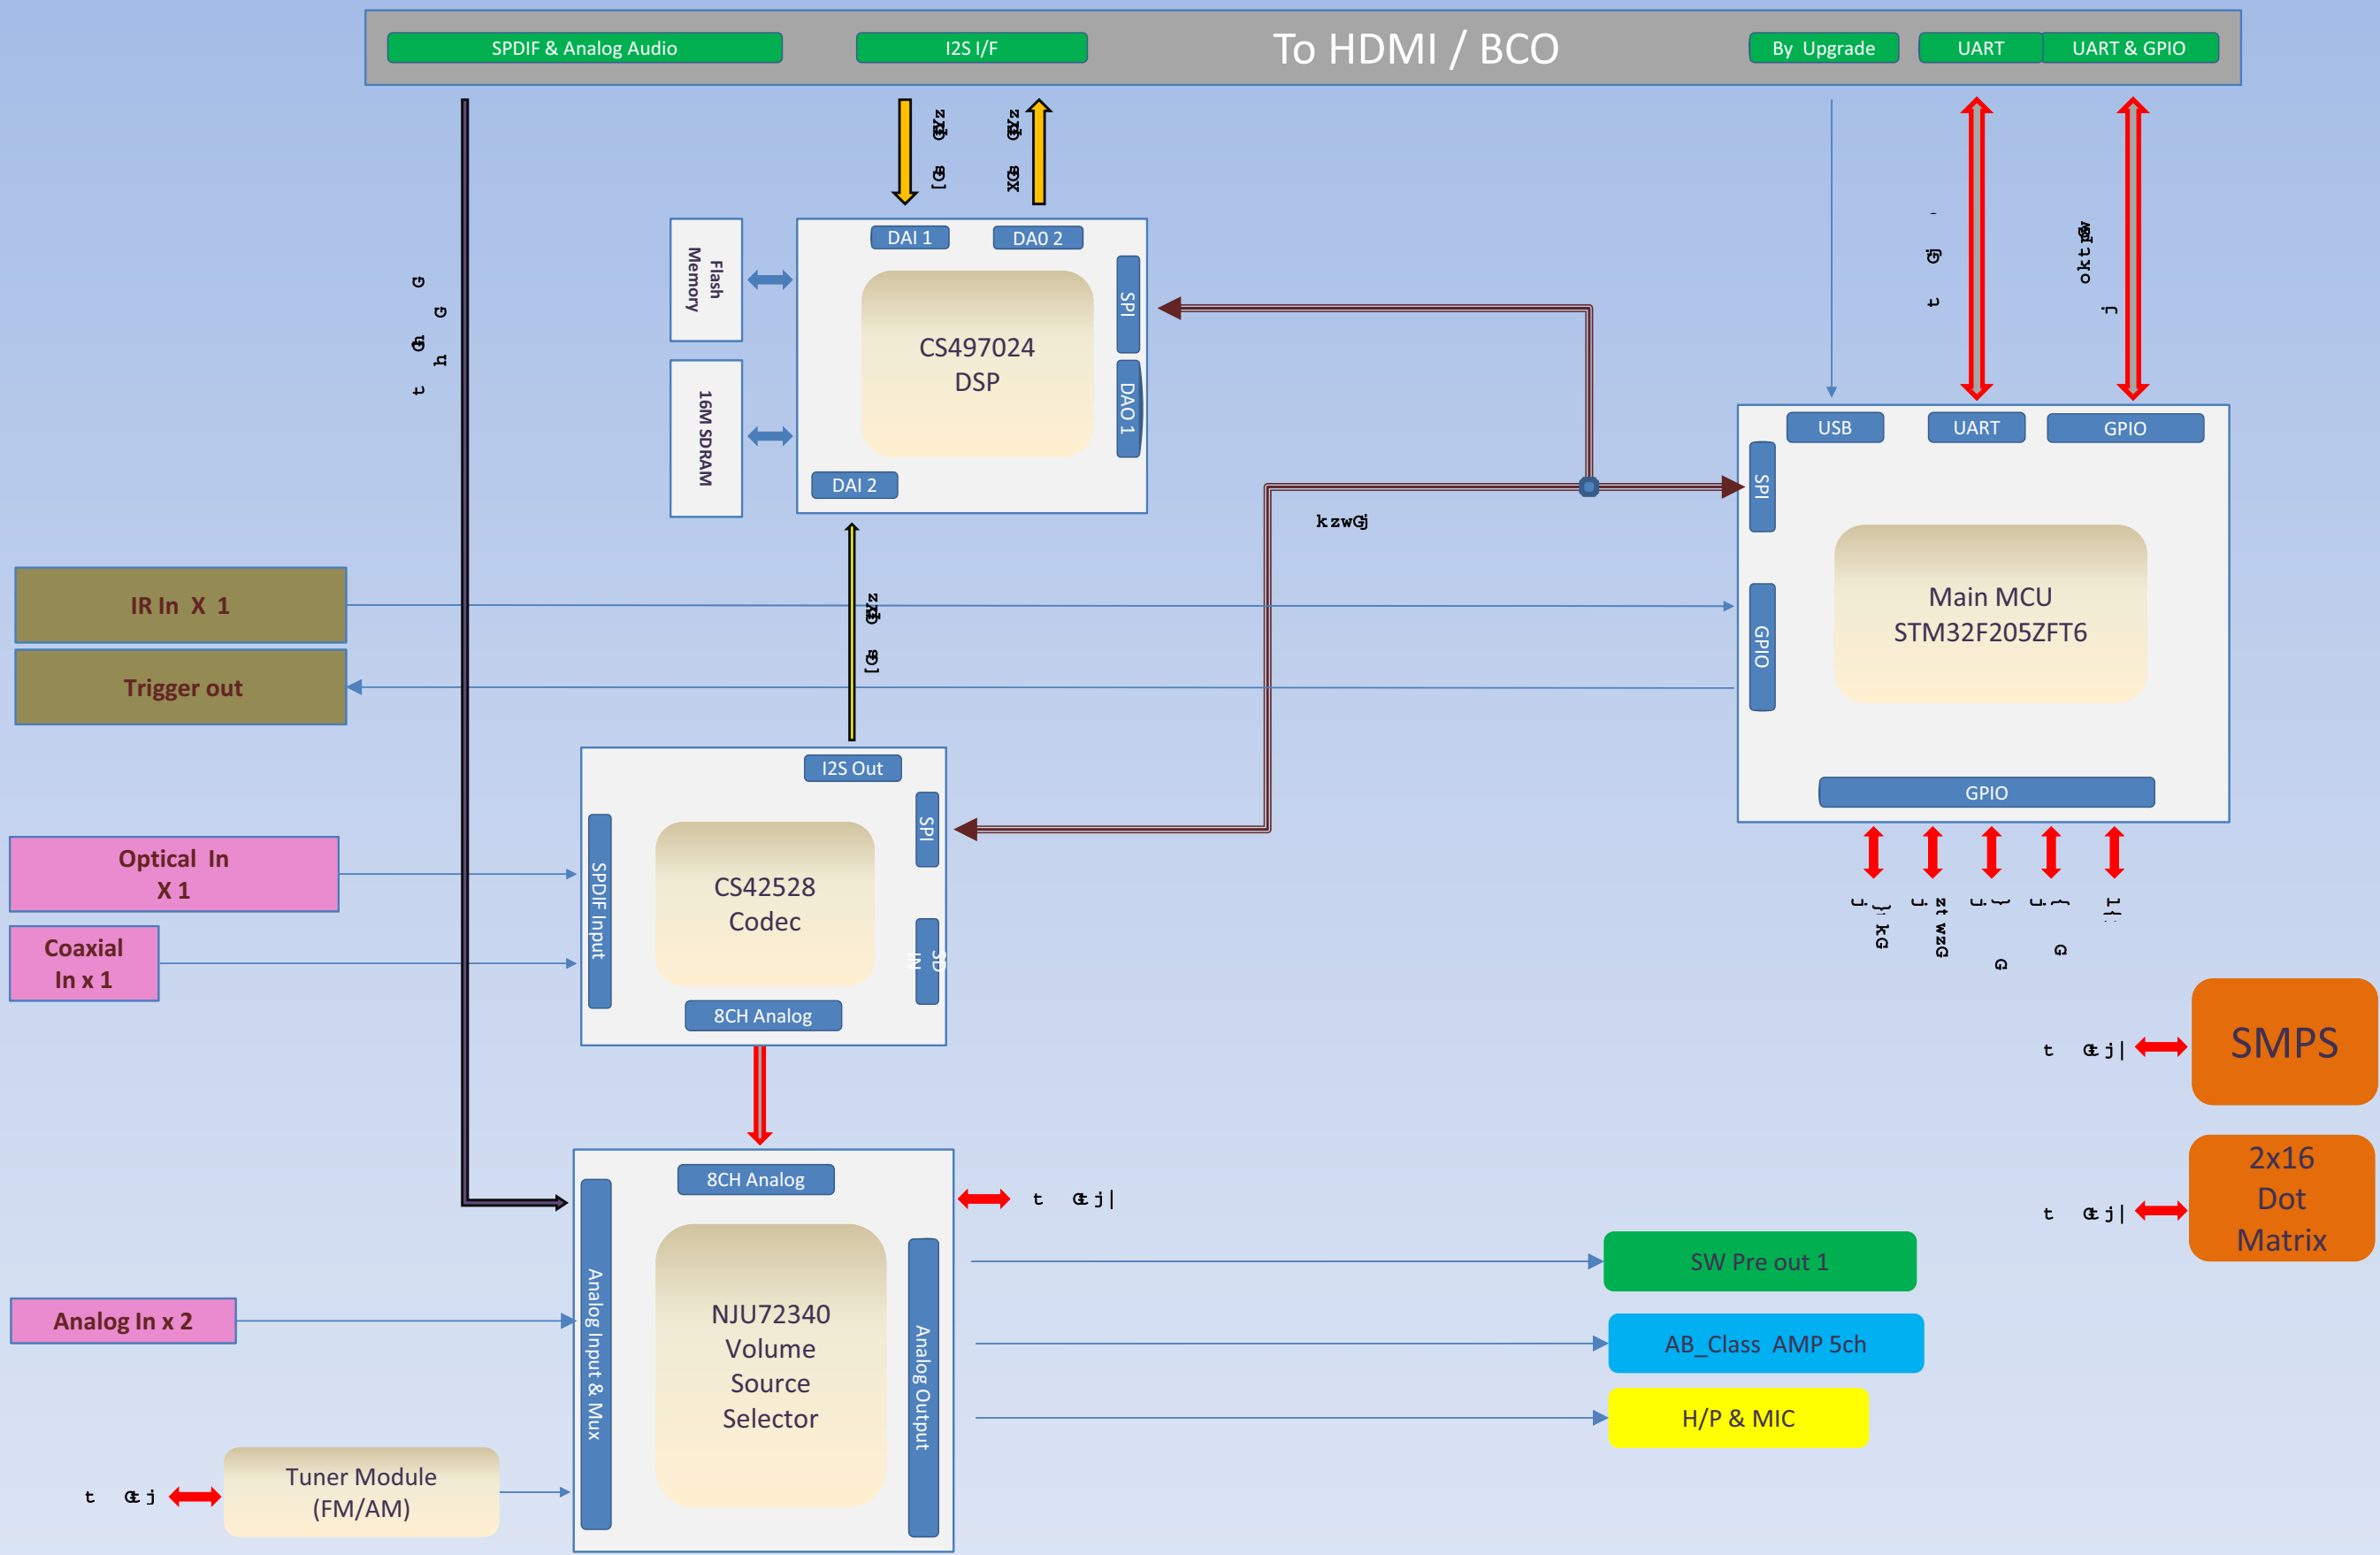 SPDIF & Analog Audio
I2S I/F
To HDMI / BCO
By Upgrade
UART
UART & GPIO
DAI 1
DA0 2
Flash
Memory
SPI
CS497024
DSP
DAO 1
16M SDRAM
DAI 2
USB
UART
GPIO
SPI
kzwGj
IR In X 1
Main MCU
STM32F205ZFT6
GPIO
Trigger out
I2S Out
GPIO
SPI
Optical In
X 1
SPDIF Input
CS42528
Codec
Coaxial
In x 1
SD
IN
8CH Analog
SMPS
8CH Analog
2x16
Dot
Matrix
SW Pre out 1
Analog In x 2
Analog Input & Mux
NJU72340
Volume
Source
Selector
Analog Output
AB_Class AMP 5ch
H/P & MIC
Tuner Module
(FM/AM)